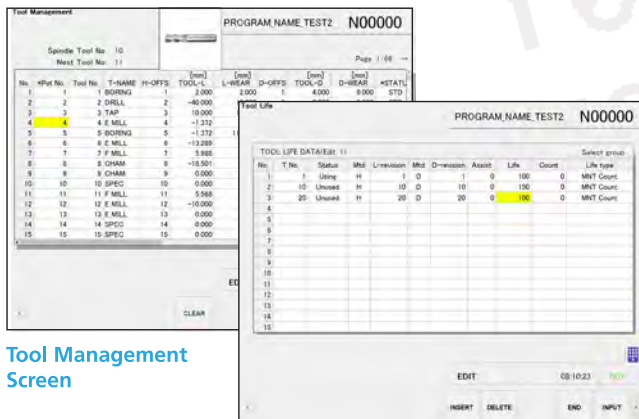 Tool Management
PROGRAM_NAME_TEST2 N00000
Spindle Tool No. 10
Next Tool No. 11
Page 1/68
[mm] [mm] [mm] [mm]
No. *Pot No. Tool No. T-NAME H-OFFS TOOL-L L-WEAR D-OFFS TOOL-D D-WEAR *STATU
1 1 1 BORING 1 2.000 2.000 1 4.000 8.000 STD
2 2 2 DRILL 2 -40.000
3 3 3 TAP 3 10.000
4 4 4 E.MILL 4 -1.372
5 5 5 BORING 5 -1.372
6 6 6 E.MILL 6 -13.289
7 7 7 F.MILL 7 5.988
8 8 8 CHAM 8 -18.501
9 9 9 CHAM 9 0.000
10 10 10 SPEC 10 0.000
11 11 11 F.MILL 11 5.568
12 12 12 E.MILL 12 -10.000
13 13 13 E.MILL 13 0.000
14 14 14 SPEC 14 0.000
15 15 15 SPEC 15 0.000
CLEAR
Tool Management
Screen
Tool Life
PROGRAM_NAME_TEST2 N00000
TOOL LIFE DATA(Edit 1) Select group
No. T No. Status Mtd L-revision Mtd D-revision Assist Life Count Life type
1 1 Using H 1 D 1 0 100 0 MNT Count
2 10 Unused H 10 D 10 0 150 0 MNT Count
3 20 Unused H 20 D 20 0 100 0 MNT Count
4
5
6
7
8
9
10
11
12
13
14
15
EDIT 08:10:23
INSERT DELETE END INPUT